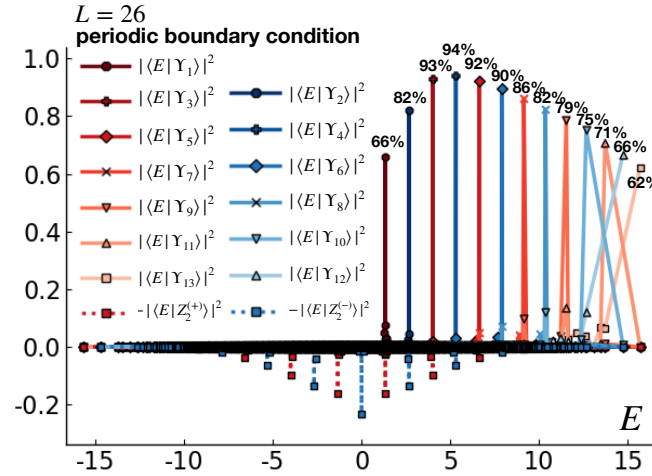 L = 26
periodic boundary condition
|⟨E|Υ₁⟩|²
|⟨E|Υ₃⟩|² |⟨E|Υ₂⟩|²
|⟨E|Υ₅⟩|² |⟨E|Υ₄⟩|²
|⟨E|Υ₇⟩|² |⟨E|Υ₆⟩|²
|⟨E|Υ₉⟩|² |⟨E|Υ₈⟩|²
|⟨E|Υ₁₁⟩|² |⟨E|Υ₁₀⟩|²
|⟨E|Υ₁₃⟩|² |⟨E|Υ₁₂⟩|²
−|⟨E|Z₂⁽⁺⁾⟩|² −|⟨E|Z₂⁽⁻⁾⟩|²
66% 82% 93% 94% 92% 90% 86% 82% 79% 75% 71% 66% 62%
1.0
0.8
0.6
0.4
0.2
0.0
-0.2
E
-15 -10 -5 0 5 10 15